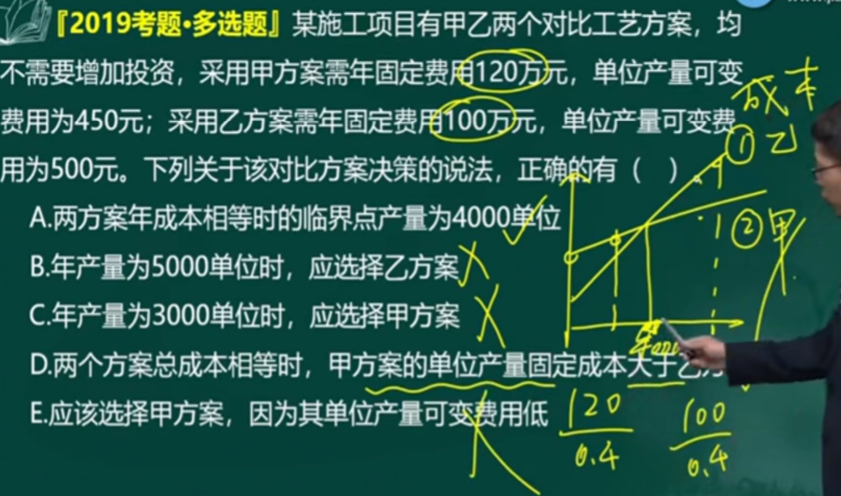 『2019考题·多选题』某施工项目有甲乙两个对比工艺方案，均
不需要增加投资，采用甲方案需年固定费用120万元，单位产量可变
费用为450元；采用乙方案需年固定费用100万元，单位产量可变费
用为500元。下列关于该对比方案决策的说法，正确的有（ ）。
A.两方案年成本相等时的临界点产量为4000单位
B.年产量为5000单位时，应选择乙方案
C.年产量为3000单位时，应选择甲方案
D.两个方案总成本相等时，甲方案的单位产量固定成本大于乙方
E.应该选择甲方案，因为其单位产量可变费用低
成本
①乙
②甲
4000
120
0.4
100
0.4